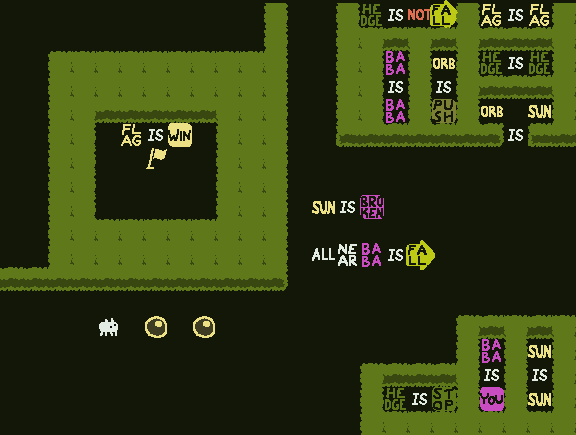 HEDGE IS NOT FALL
FLAG IS FLAG
BABA IS BABA
ORB IS PUSH
HEDGE IS HEDGE
ORB SUN
IS
FLAG IS WIN
SUN IS BROKEN
ALL NEAR BABA IS FALL
BABA IS YOU
SUN IS SUN
HEDGE IS STOP